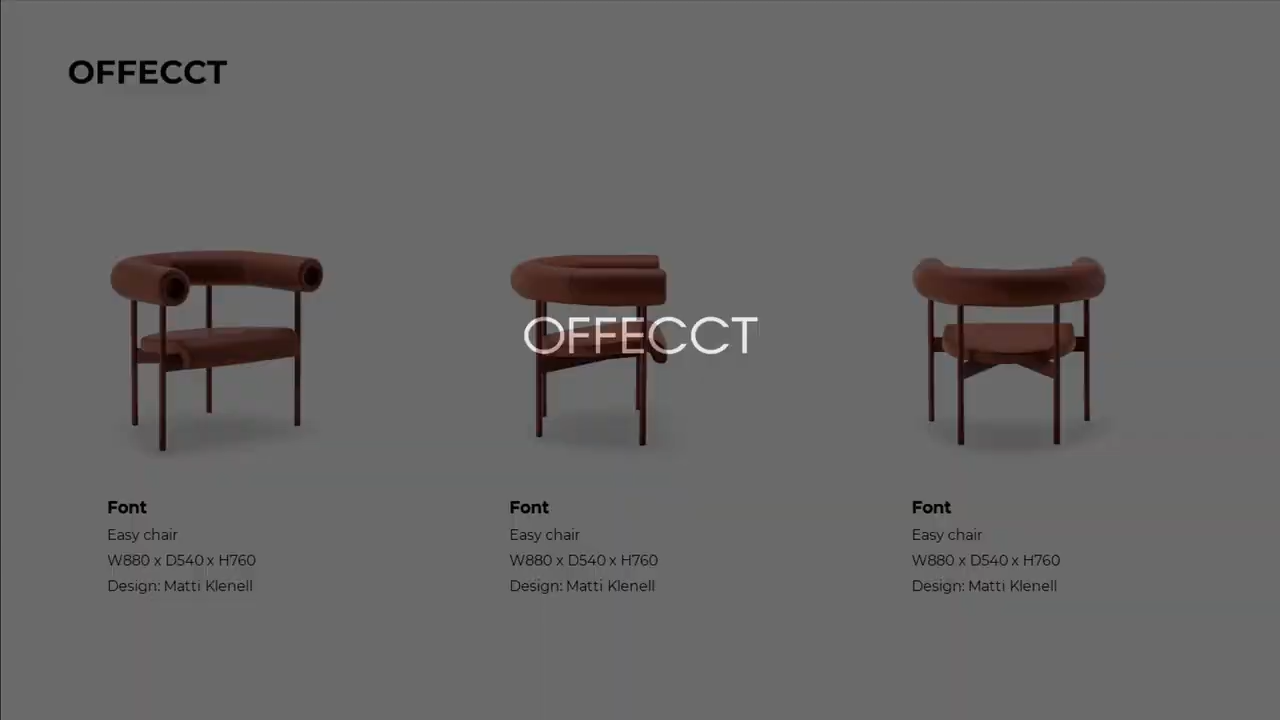 OFFECCT
OFFECCT
Font
Easy chair
W880 x D540 x H760
Design: Matti Klenell
Font
Easy chair
W880 x D540 x H760
Design: Matti Klenell
Font
Easy chair
W880 x D540 x H760
Design: Matti Klenell